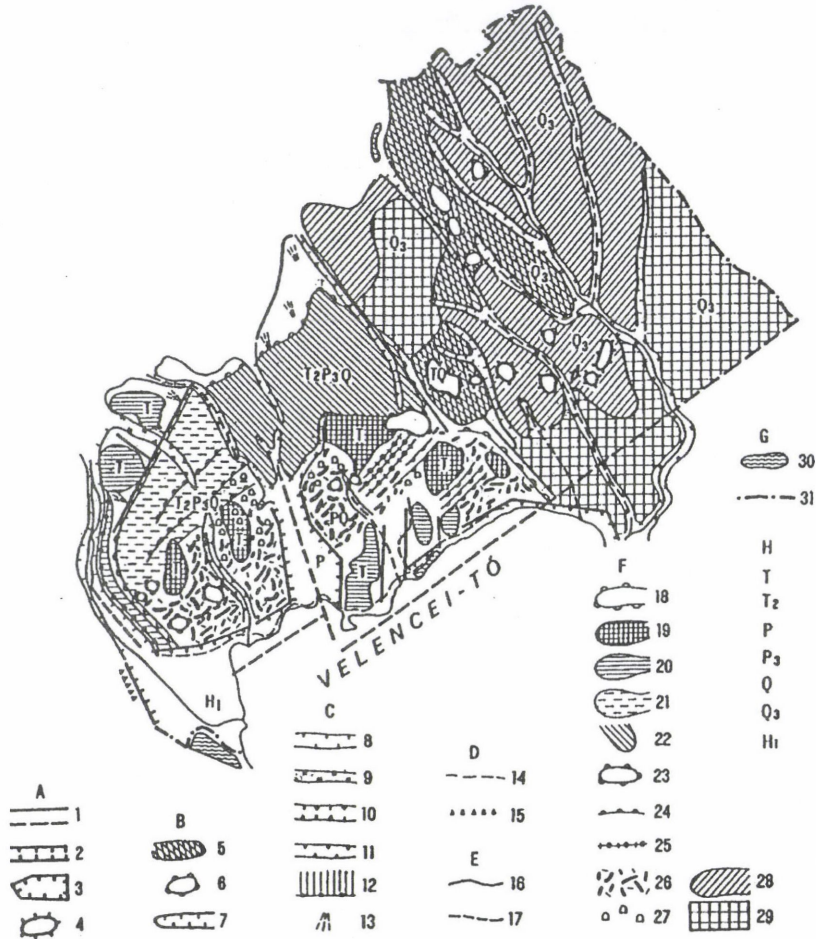 Q₃
Q₃
Q₃
Q₃
Q₃
TQ
T₂P₃Q
T
T
T
T
T₂P₃Q
PQ
T
P
T
VELENCEI-TÓ
H₁
A
1
2
3
4
B
5
6
7
C
8
9
10
11
12
13
D
14
15
E
16
17
F
18
19
20
21
22
23
24
25
26
27
28
29
G
30
31
H
T
T₂
P
P₃
Q
Q₃
H₁